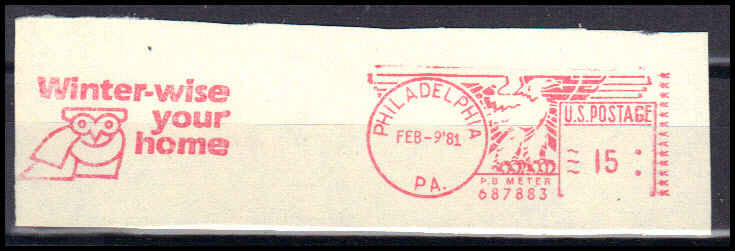 Winter-wise
your
home
PHILADELPHIA
FEB-9'81
PA.
P.B. METER
687883
U.S. POSTAGE
15